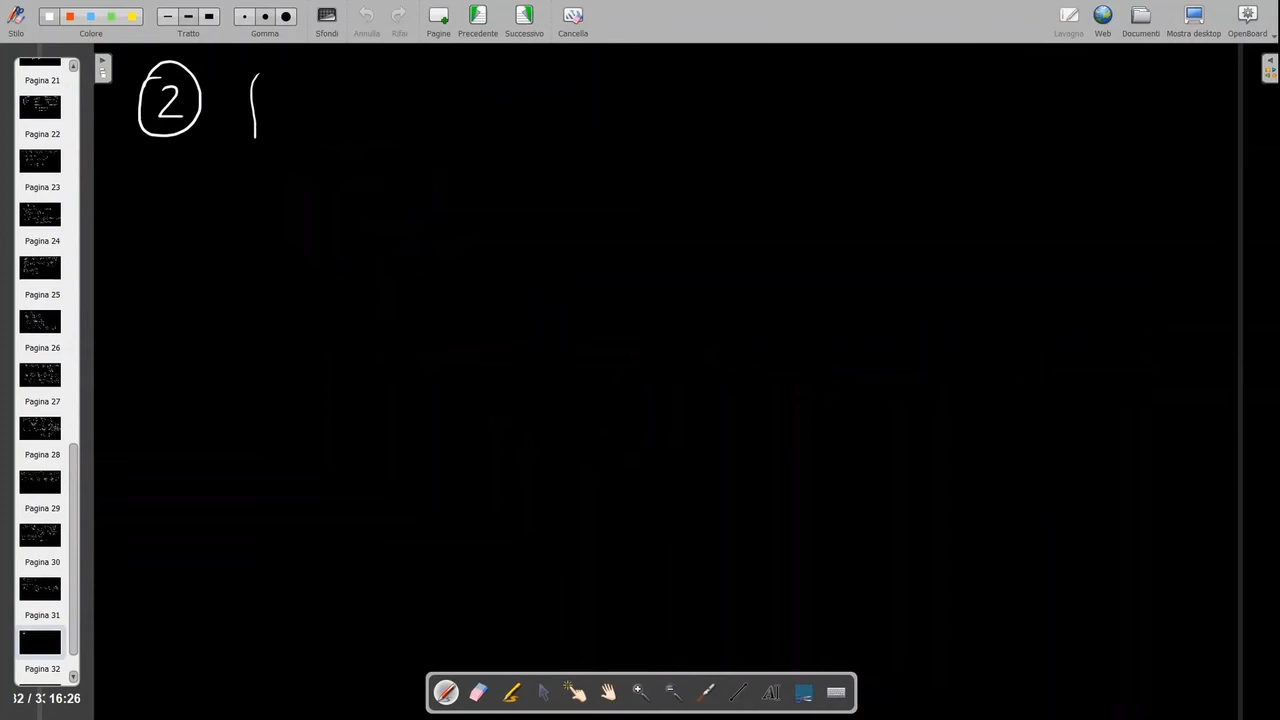 Stilo Colore Tratto Gomma Sfondi Annulla Rifai Pagine Precedente Successivo Cancella Lavagna Web Documenti Mostra desktop OpenBoard
②
Pagina 21
Pagina 22
Pagina 23
Pagina 24
Pagina 25
Pagina 26
Pagina 27
Pagina 28
Pagina 29
Pagina 30
Pagina 31
Pagina 32
16:26